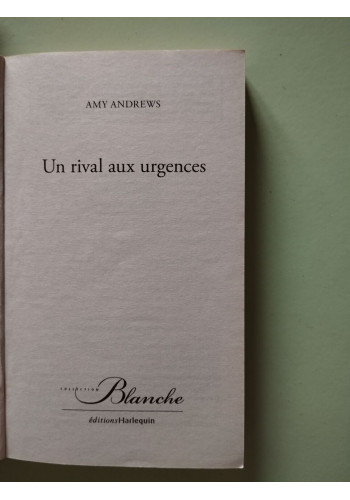 AMY ANDREWS
Un rival aux urgences
COLLECTION
Blanche
éditionsHarlequin